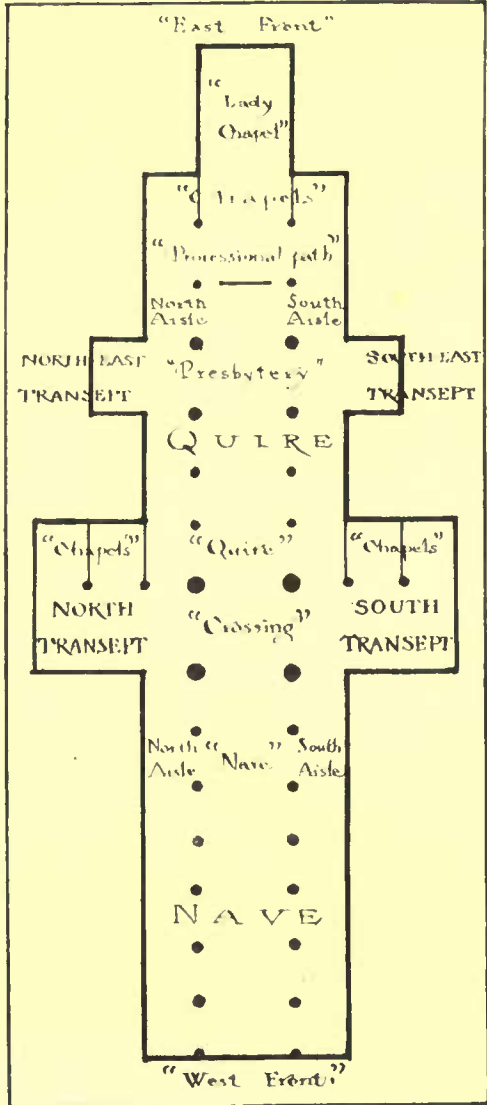 "East Front"
"Lady
Chapel"
"Chapels"
"Processional path"
North
Aisle
South
Aisle
NORTH-EAST
TRANSEPT
"Presbytery"
SOUTH-EAST
TRANSEPT
QUIRE
"Chapels"
"Quire"
"Chapels"
NORTH
TRANSEPT
"Crossing"
SOUTH
TRANSEPT
North
Aisle
"Nave"
South
Aisle
NAVE
"West Front"